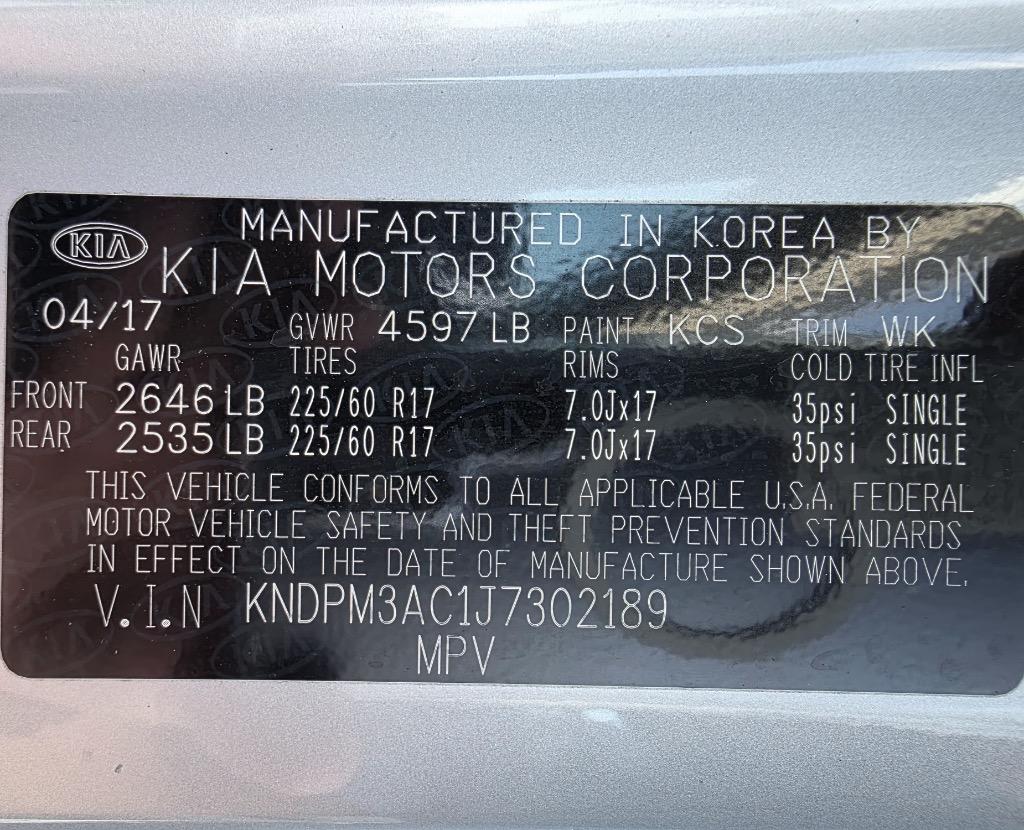 KIA MANUFACTURED IN KOREA BY
KIA MOTORS CORPORATION
04/17 GVWR 4597 LB PAINT KCS TRIM WK
GAWR TIRES RIMS COLD TIRE INFL
FRONT 2646 LB 225/60 R17 7.0Jx17 35psi SINGLE
REAR 2535 LB 225/60 R17 7.0Jx17 35psi SINGLE
THIS VEHICLE CONFORMS TO ALL APPLICABLE U.S.A. FEDERAL
MOTOR VEHICLE SAFETY AND THEFT PREVENTION STANDARDS
IN EFFECT ON THE DATE OF MANUFACTURE SHOWN ABOVE.
V.I.N KNDPM3AC1J7302189
MPV